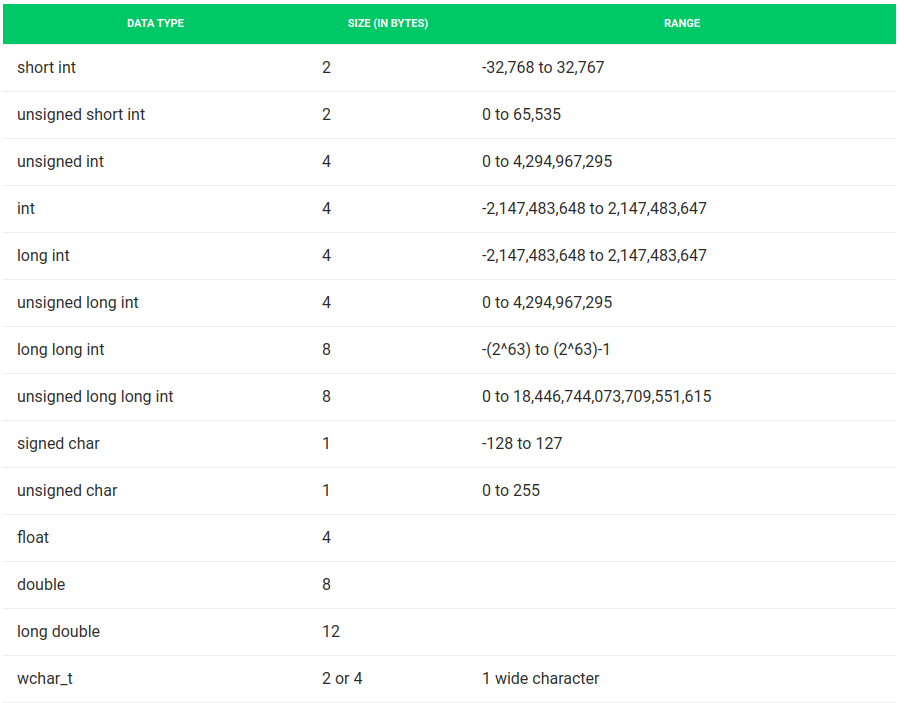 DATA TYPE SIZE (IN BYTES) RANGE
short int 2 -32,768 to 32,767
unsigned short int 2 0 to 65,535
unsigned int 4 0 to 4,294,967,295
int 4 -2,147,483,648 to 2,147,483,647
long int 4 -2,147,483,648 to 2,147,483,647
unsigned long int 4 0 to 4,294,967,295
long long int 8 -(2^63) to (2^63)-1
unsigned long long int 8 0 to 18,446,744,073,709,551,615
signed char 1 -128 to 127
unsigned char 1 0 to 255
float 4
double 8
long double 12
wchar_t 2 or 4 1 wide character